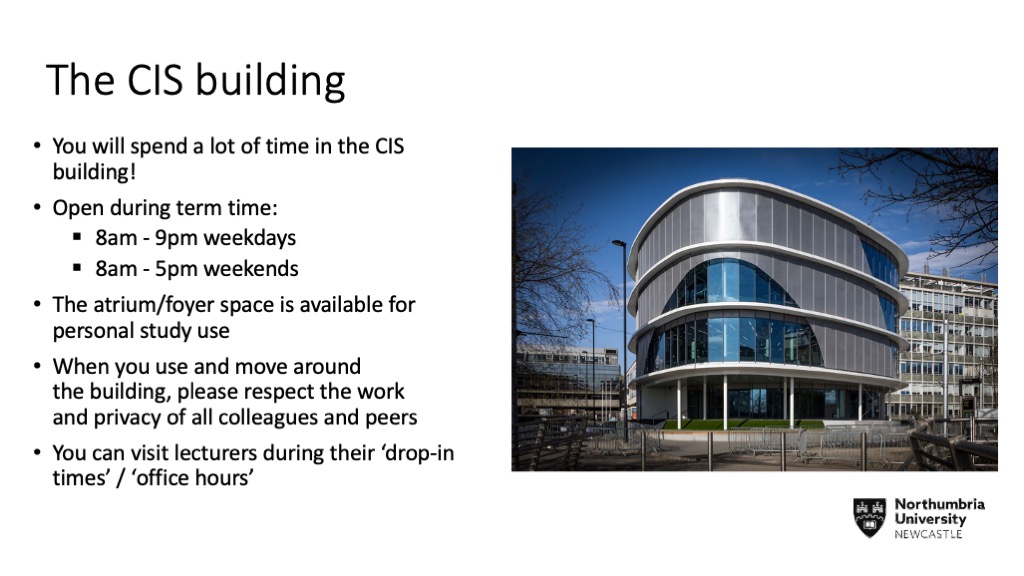 The CIS building
• You will spend a lot of time in the CIS
building!
• Open during term time:
▪ 8am - 9pm weekdays
▪ 8am - 5pm weekends
• The atrium/foyer space is available for
personal study use
• When you use and move around
the building, please respect the work
and privacy of all colleagues and peers
• You can visit lecturers during their ‘drop-in
times’ / ‘office hours’
Northumbria
University
NEWCASTLE